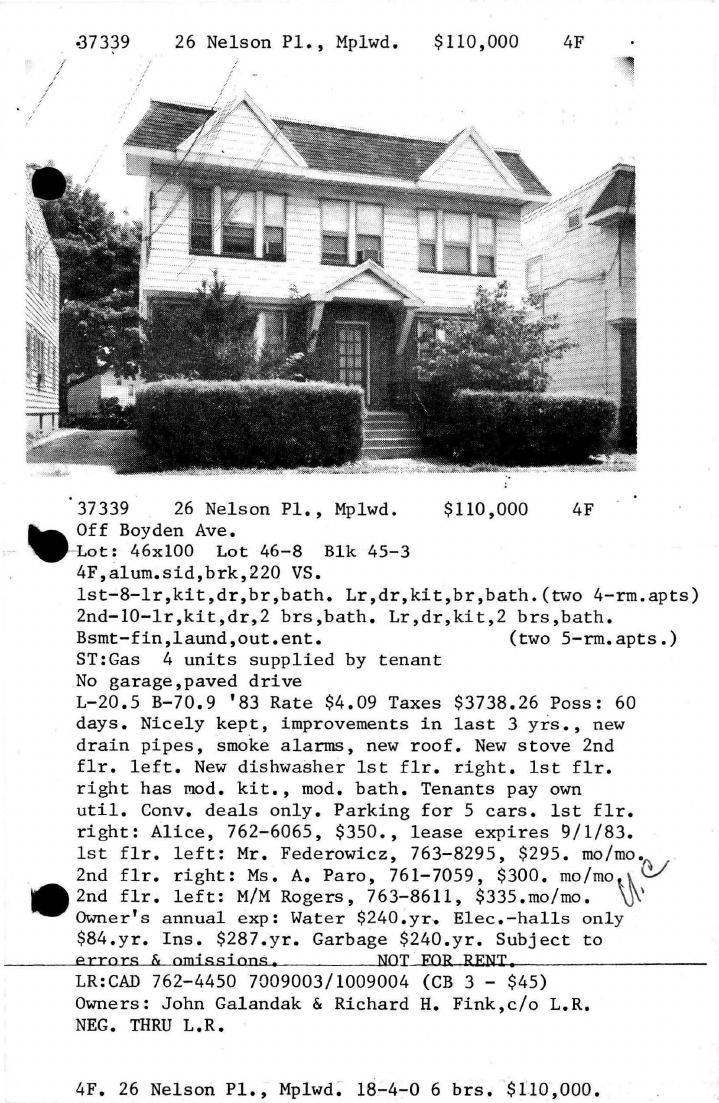 37339 26 Nelson Pl., Mplwd. $110,000 4F
37339 26 Nelson Pl., Mplwd. $110,000 4F
Off Boyden Ave.
Lot: 46x100 Lot 46-8 Blk 45-3
4F,alum.sid,brk,220 VS.
1st-8-lr,kit,dr,br,bath. Lr,dr,kit,br,bath.(two 4-rm.apts)
2nd-10-lr,kit,dr,2 brs,bath. Lr,dr,kit,2 brs,bath.
Bsmt-fin,laund,out.ent. (two 5-rm.apts.)
ST:Gas 4 units supplied by tenant
No garage,paved drive
L-20.5 B-70.9 '83 Rate $4.09 Taxes $3738.26 Poss: 60
days. Nicely kept, improvements in last 3 yrs., new
drain pipes, smoke alarms, new roof. New stove 2nd
flr. left. New dishwasher 1st flr. right. 1st flr.
right has mod. kit., mod. bath. Tenants pay own
util. Conv. deals only. Parking for 5 cars. 1st flr.
right: Alice, 762-6065, $350., lease expires 9/1/83.
1st flr. left: Mr. Federowicz, 763-8295, $295. mo/mo.
2nd flr. right: Ms. A. Paro, 761-7059, $300. mo/mo.
2nd flr. left: M/M Rogers, 763-8611, $335.mo/mo.
Owner's annual exp: Water $240.yr. Elec.-halls only
$84.yr. Ins. $287.yr. Garbage $240.yr. Subject to
errors & omissions. NOT FOR RENT.
LR:CAD 762-4450 7009003/1009004 (CB 3 - $45)
Owners: John Galandak & Richard H. Fink,c/o L.R.
NEG. THRU L.R.
4F. 26 Nelson Pl., Mplwd. 18-4-0 6 brs. $110,000.